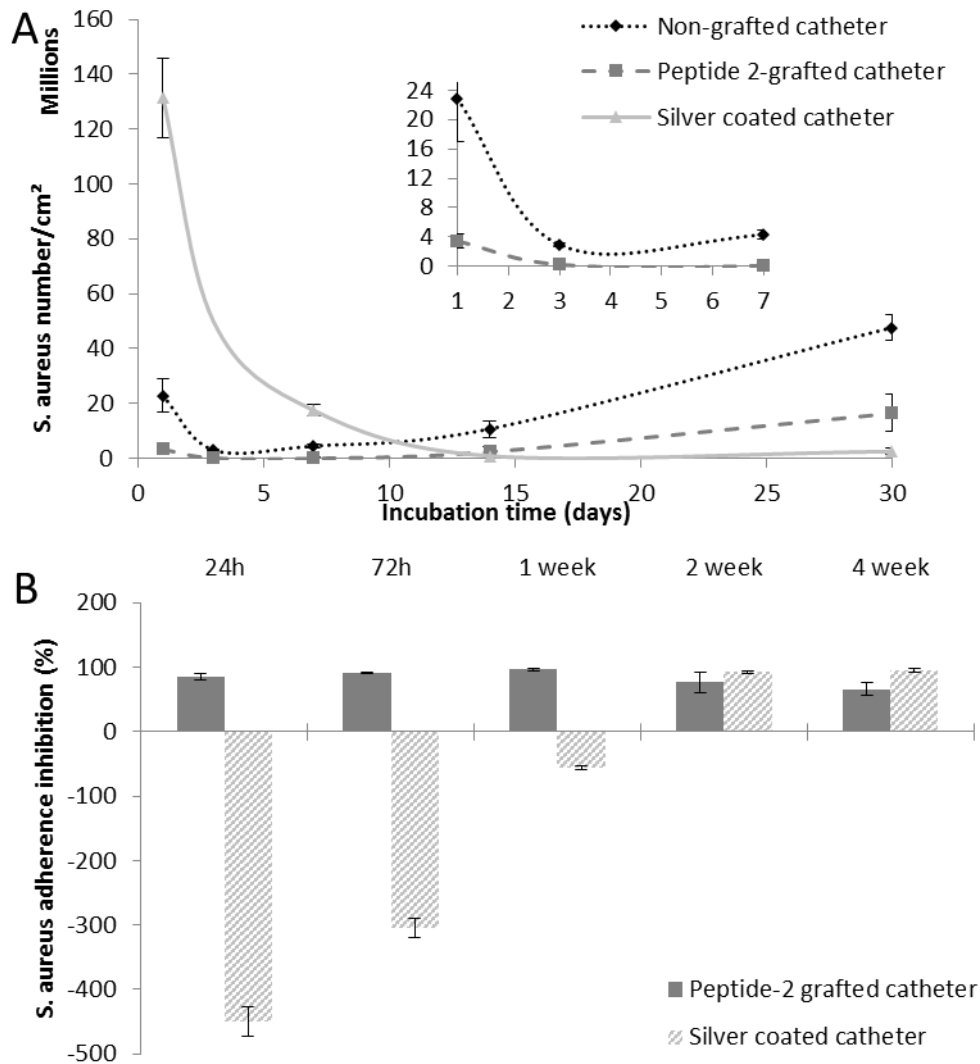 A
Millions
S. aureus number/cm²
160
140
120
100
80
60
40
20
0
0 5 10 15 20 25 30
Incubation time (days)
Non-grafted catheter
Peptide 2-grafted catheter
Silver coated catheter
24
20
16
12
8
4
0
1 2 3 4 5 6 7
B
24h 72h 1 week 2 week 4 week
S. aureus adherence inhibition (%)
200
100
0
-100
-200
-300
-400
-500
Peptide-2 grafted catheter
Silver coated catheter